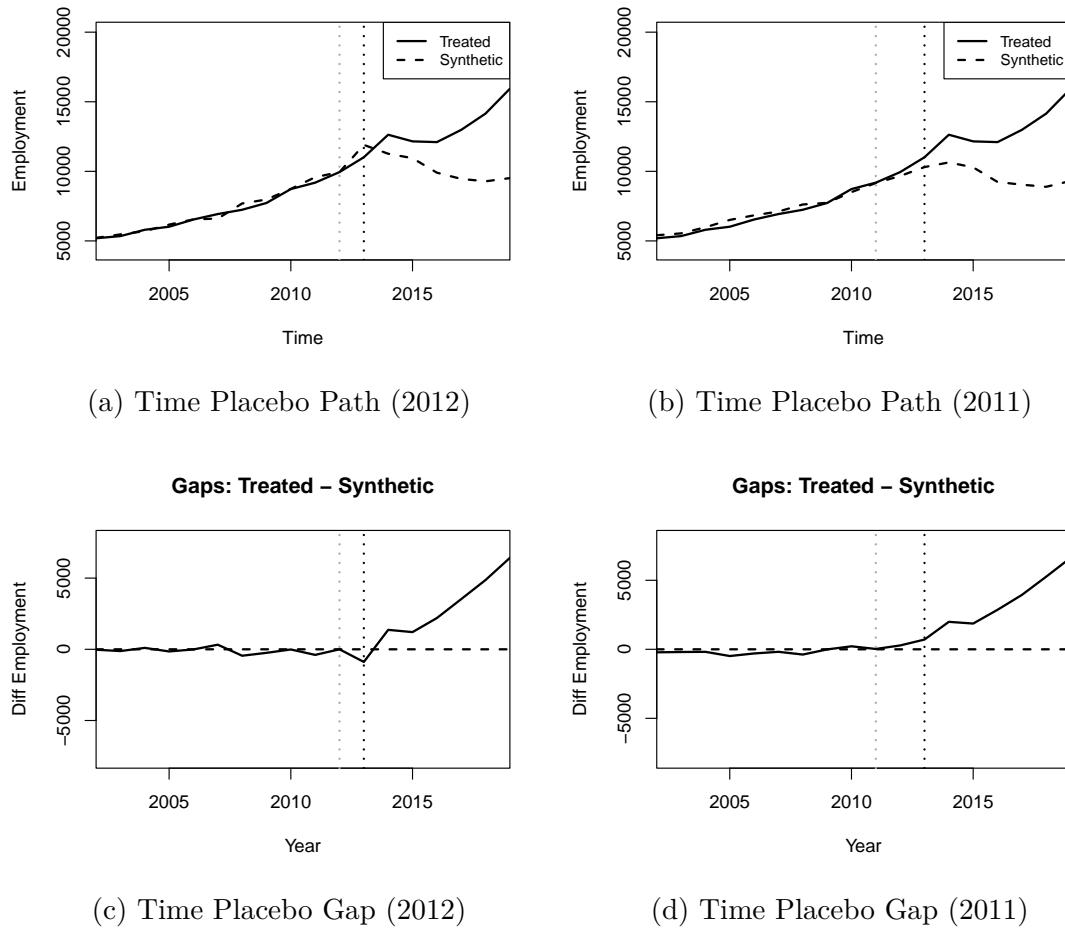 Employment
5000 10000 15000 20000
Treated
Synthetic
2005 2010 2015
Time
(a) Time Placebo Path (2012)
Employment
5000 10000 15000 20000
Treated
Synthetic
2005 2010 2015
Time
(b) Time Placebo Path (2011)
Gaps: Treated − Synthetic
Diff Employment
−5000 0 5000
2005 2010 2015
Year
(c) Time Placebo Gap (2012)
Gaps: Treated − Synthetic
Diff Employment
−5000 0 5000
2005 2010 2015
Year
(d) Time Placebo Gap (2011)